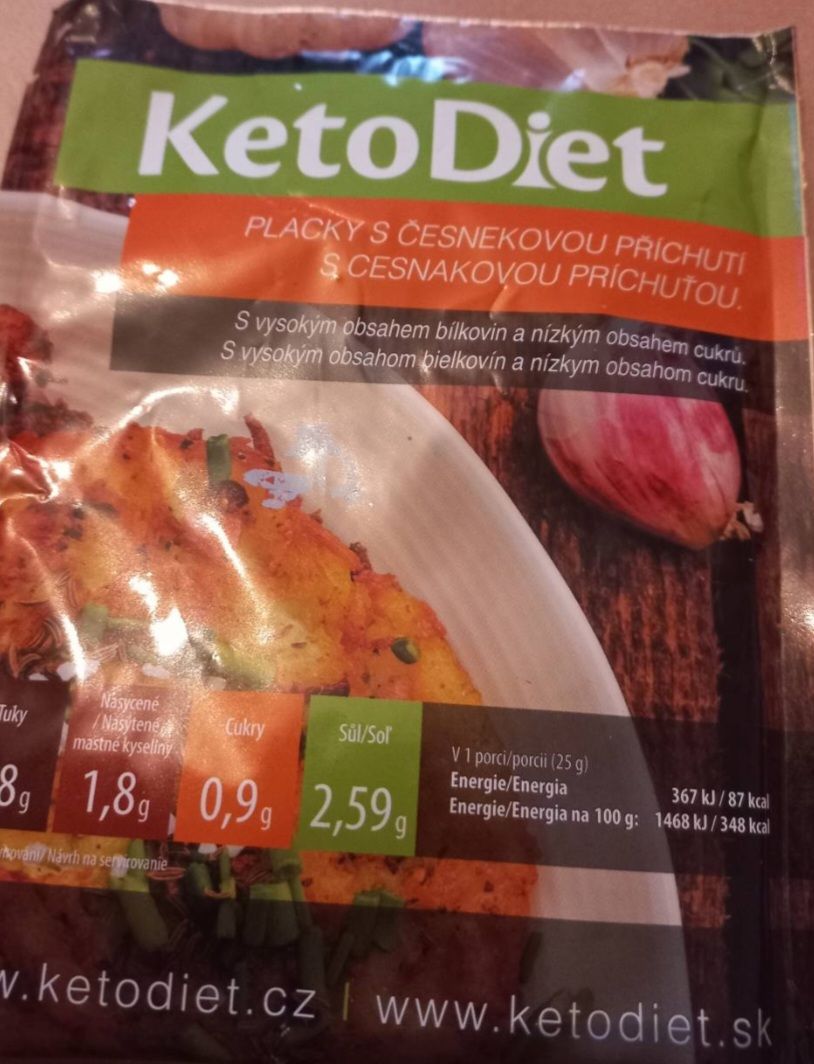 KetoDiet
PLACKY S ČESNEKOVOU PŘÍCHUTÍ
S CESNAKOVOU PRÍCHUŤOU.
S vysokým obsahem bílkovin a nízkým obsahem cukrů.
S vysokým obsahom bielkovín a nízkym obsahom cukru.
Tuky
8g
Nasycené
/ Nasýtené
mastné kyseliny
1,8g
Cukry
0,9g
Sůl/Soľ
2,59g
V 1 porci/porcii (25 g)
Energie/Energia 367 kJ / 87 kcal
Energie/Energia na 100 g: 1468 kJ / 348 kcal
/ Návrh na servírovanie
w.ketodiet.cz | www.ketodiet.sk